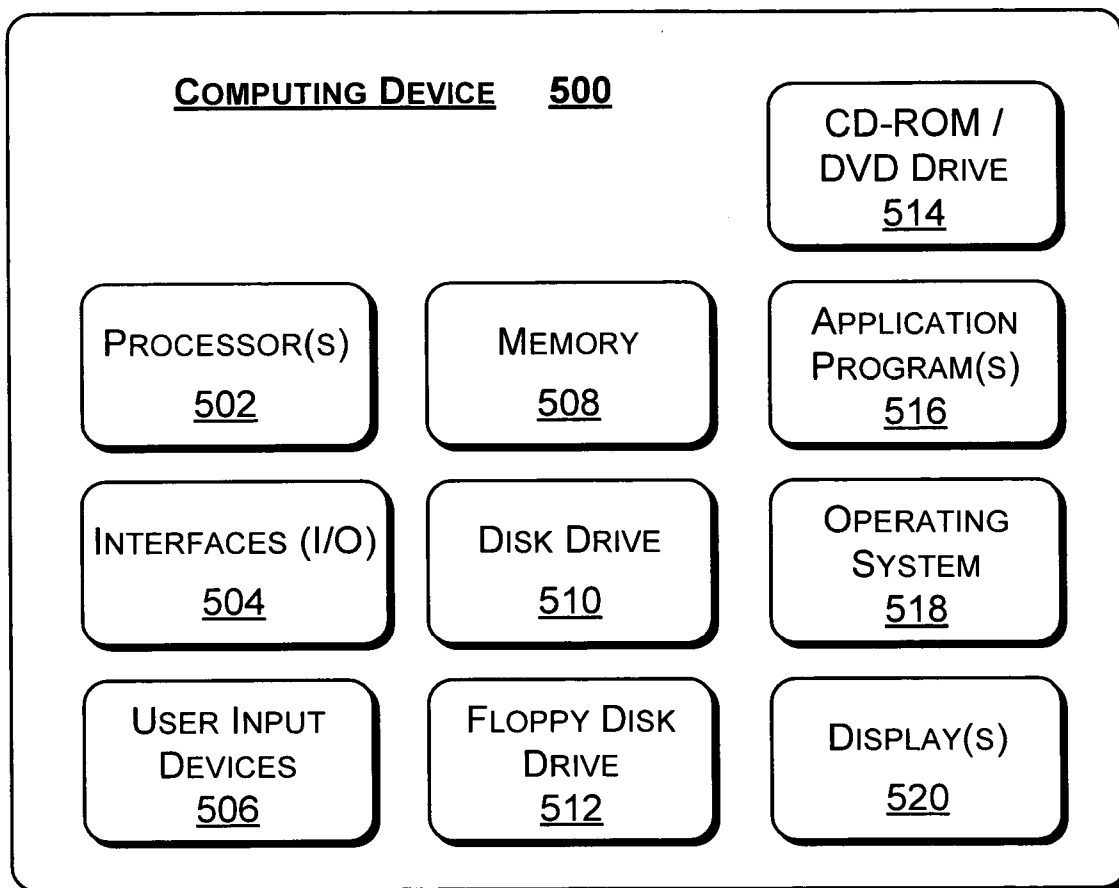 COMPUTING DEVICE 500
CD-ROM /
DVD DRIVE
514
PROCESSOR(S)
502
MEMORY
508
APPLICATION
PROGRAM(S)
516
INTERFACES (I/O)
504
DISK DRIVE
510
OPERATING
SYSTEM
518
USER INPUT
DEVICES
506
FLOPPY DISK
DRIVE
512
DISPLAY(S)
520